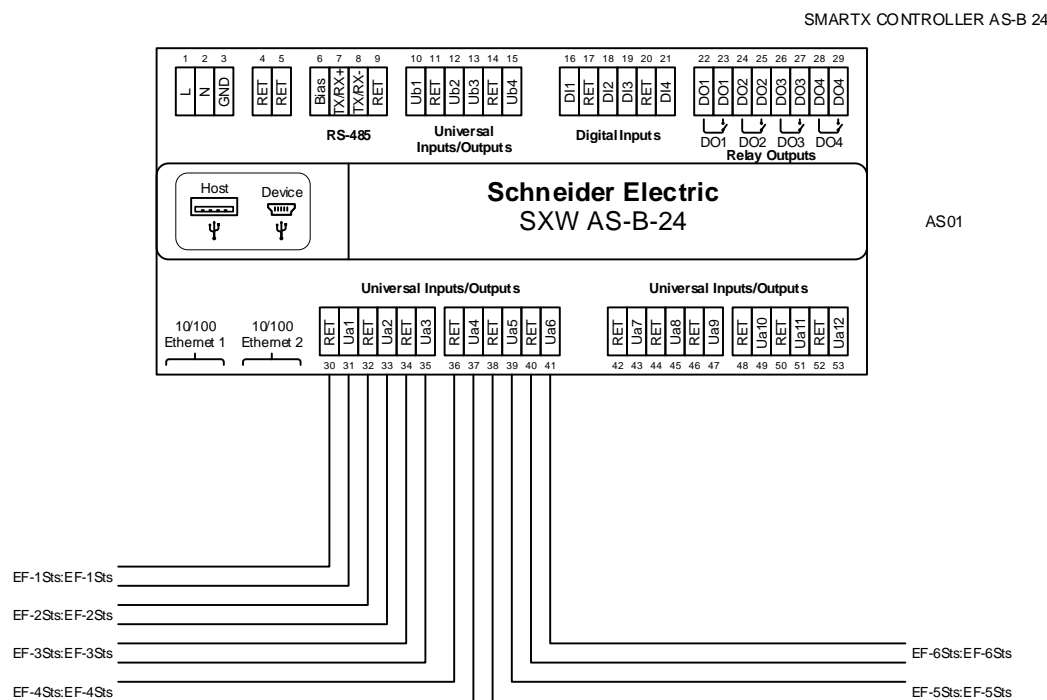 SMARTX CONTROLLER AS-B 24
1 2 3 4 5 6 7 8 9 10 11 12 13 14 15 16 17 18 19 20 21 22 23 24 25 26 27 28 29
L N GND RET RET Bias TX/RX+ TX/RX- RET Ub1 RET Ub2 Ub3 RET Ub4 DI1 RET DI2 DI3 RET DI4 DO1 DO1 DO2 DO2 DO3 DO3 DO4 DO4
RS-485
Universal
Inputs/Outputs
Digital Inputs
DO1 DO2 DO3 DO4
Relay Outputs
Host Device
Schneider Electric
SXW AS-B-24
AS01
Universal Inputs/Outputs
Universal Inputs/Outputs
10/100
Ethernet 1
10/100
Ethernet 2
RET Ua1 RET Ua2 RET Ua3 RET Ua4 RET Ua5 RET Ua6 RET Ua7 RET Ua8 RET Ua9 RET Ua10 RET Ua11 RET Ua12
30 31 32 33 34 35 36 37 38 39 40 41 42 43 44 45 46 47 48 49 50 51 52 53
EF-1Sts:EF-1Sts
EF-2Sts:EF-2Sts
EF-3Sts:EF-3Sts
EF-6Sts:EF-6Sts
EF-4Sts:EF-4Sts
EF-5Sts:EF-5Sts